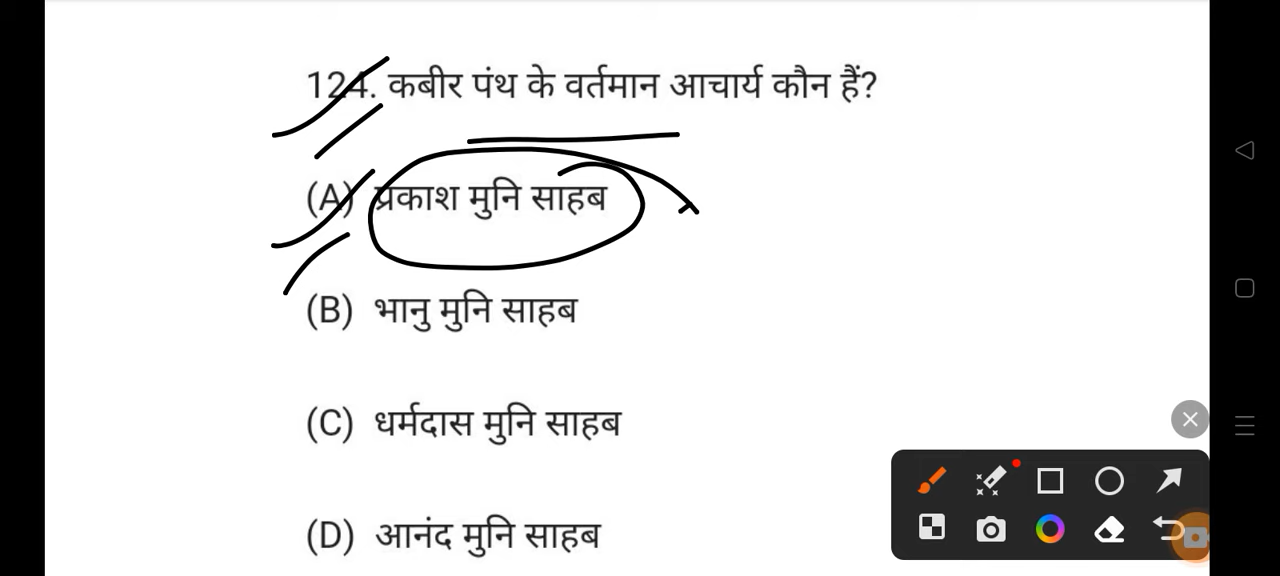 124. कबीर पंथ के वर्तमान आचार्य कौन हैं?
(A) प्रकाश मुनि साहब
(B) भानु मुनि साहब
(C) धर्मदास मुनि साहब
(D) आनंद मुनि साहब